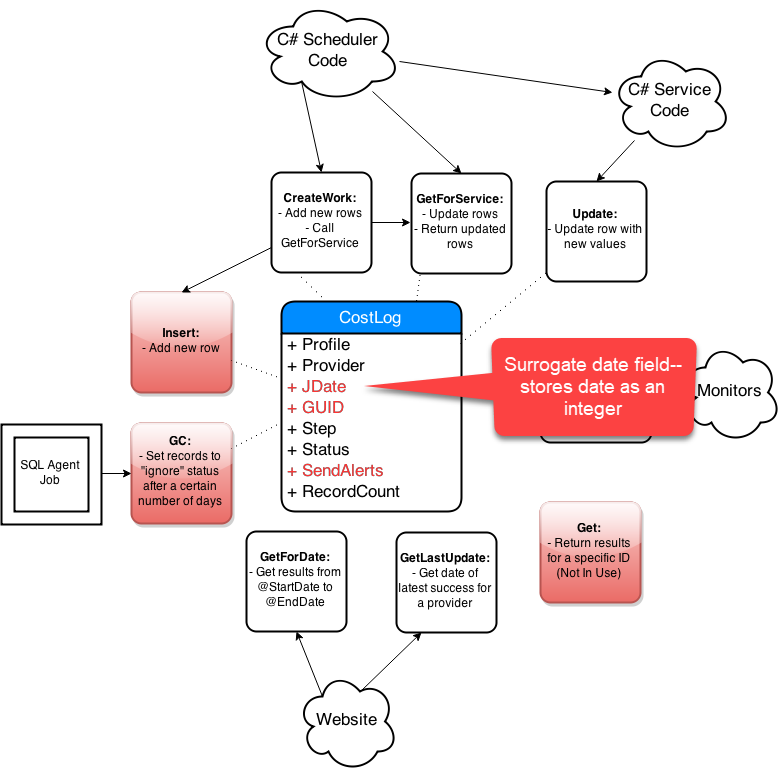 C# Scheduler
Code
C# Service
Code
CreateWork:
- Add new rows
- Call
GetForService
GetForService:
- Update rows
- Return updated
rows
Update:
- Update row with
new values
Insert:
- Add new row
CostLog
+ Profile
+ Provider
+ JDate
+ GUID
+ Step
+ Status
+ SendAlerts
+ RecordCount
Surrogate date field--
stores date as an
integer
Monitors
SQL Agent
Job
GC:
- Set records to
"ignore" status
after a certain
number of days
Get:
- Return results
for a specific ID
(Not In Use)
GetForDate:
- Get results from
@StartDate to
@EndDate
GetLastUpdate:
- Get date of
latest success for
a provider
Website